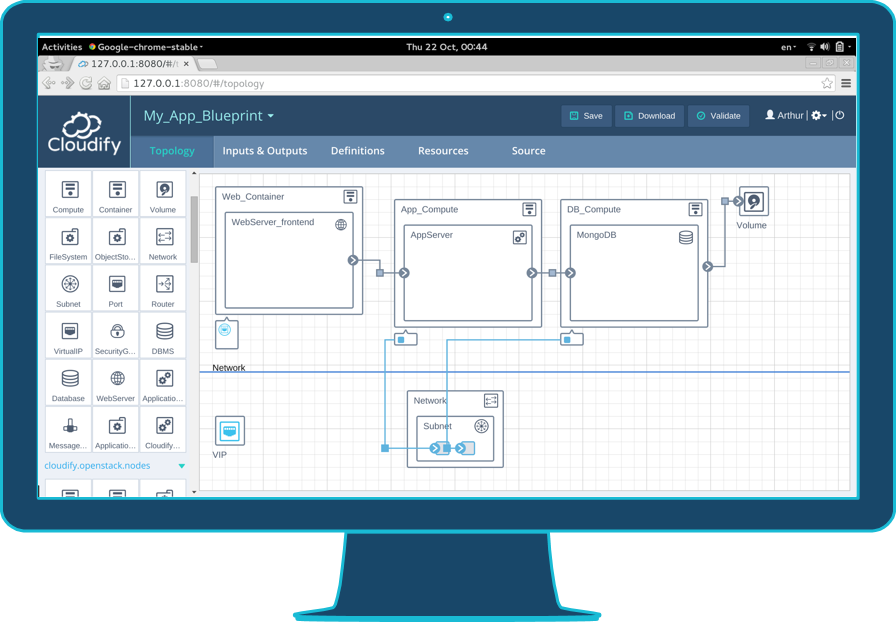 Activities Google-chrome-stable Thu 22 Oct, 00:44 en
127.0.0.1:8080/#/t
127.0.0.1:8080/#/topology
Cloudify
My_App_Blueprint Save Download Validate Arthur
Topology Inputs & Outputs Definitions Resources Source
Compute Container Volume
FileSystem ObjectSto... Network
Subnet Port Router
VirtualIP SecurityG... DBMS
Database WebServer Applicatio...
Message... Applicatio... Cloudify...
cloudify.openstack.nodes
Web_Container
WebServer_frontend
App_Compute
AppServer
DB_Compute
MongoDB
Volume
Network
VIP
Network
Subnet